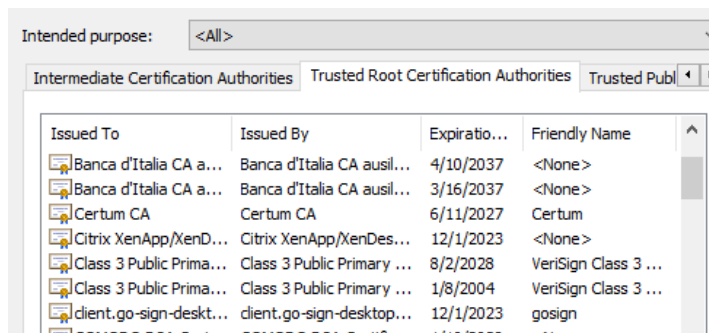 Intended purpose: <All>
Intermediate Certification Authorities Trusted Root Certification Authorities Trusted Publ
Issued To Issued By Expiratio... Friendly Name
Banca d'Italia CA a... Banca d'Italia CA ausil... 4/10/2037 <None>
Banca d'Italia CA a... Banca d'Italia CA ausil... 3/16/2037 <None>
Certum CA Certum CA 6/11/2027 Certum
Citrix XenApp/XenD... Citrix XenApp/XenDes... 12/1/2023 <None>
Class 3 Public Prima... Class 3 Public Primary ... 8/2/2028 VeriSign Class 3 ...
Class 3 Public Prima... Class 3 Public Primary ... 1/8/2004 VeriSign Class 3 ...
client.go-sign-deskt... client.go-sign-desktop... 12/1/2023 gosign